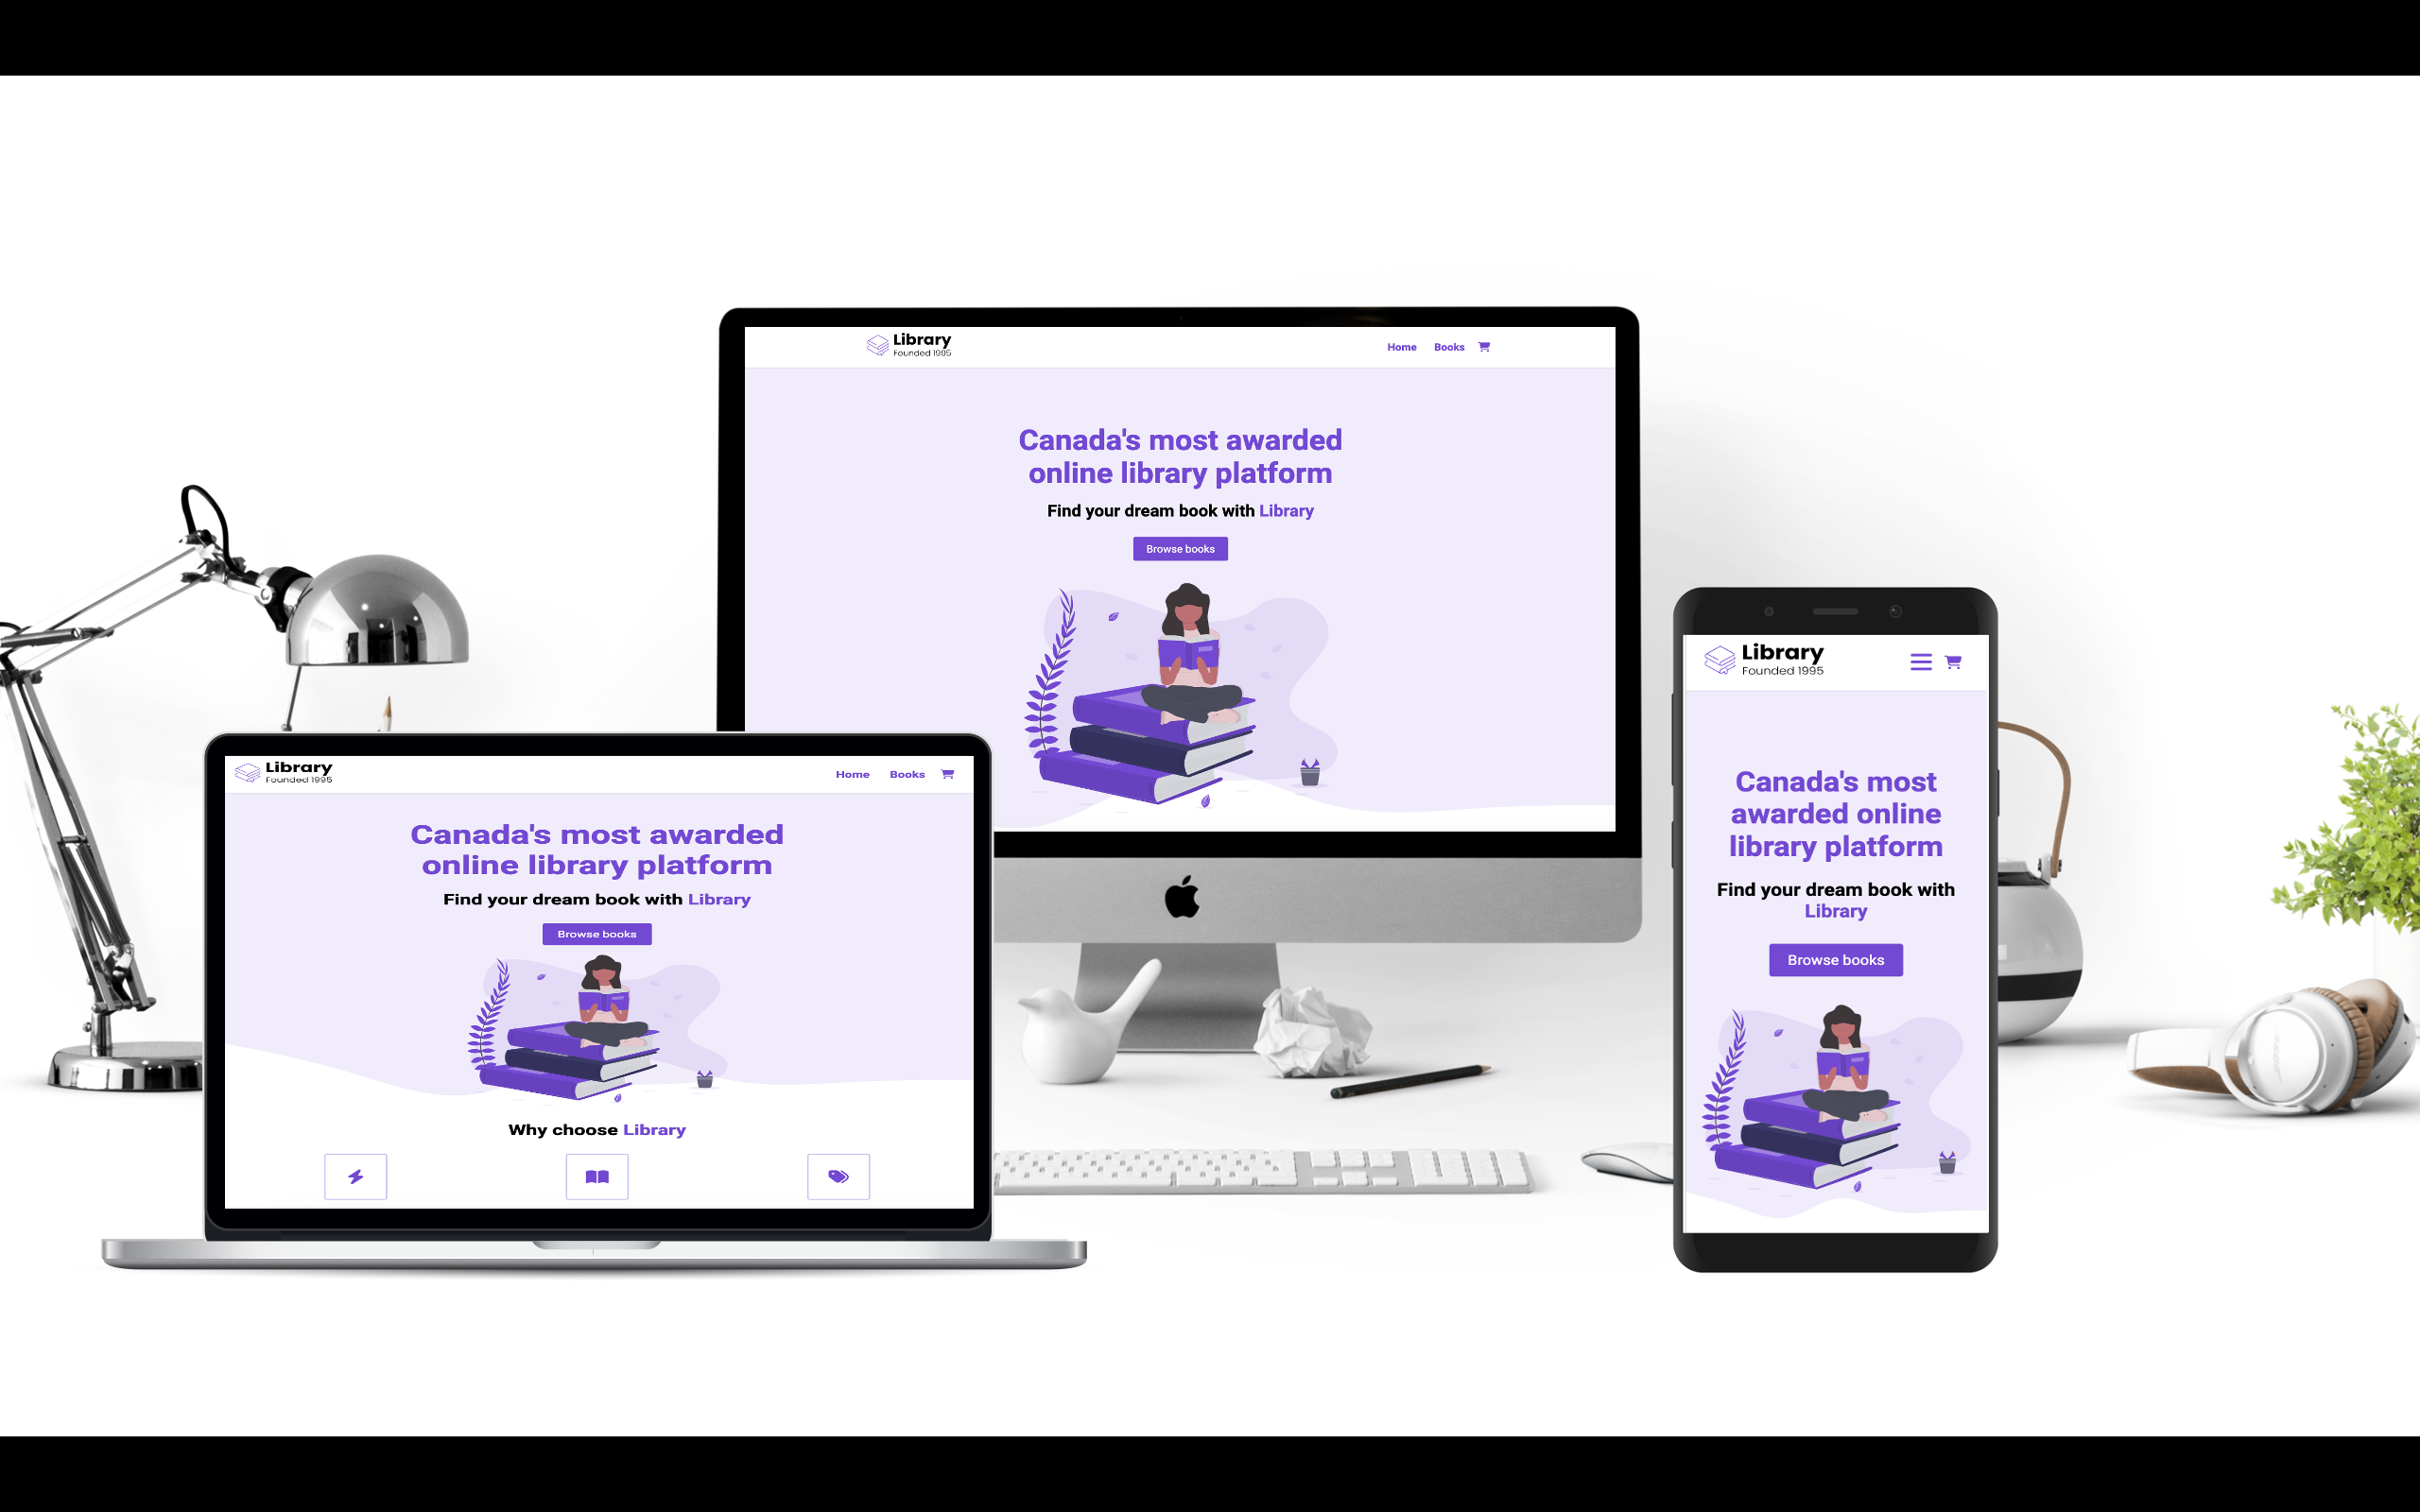 Library
Founded 1995
Home Books
Canada's most awarded
online library platform
Find your dream book with Library
Browse books
Library
Founded 1995
Home Books
Canada's most awarded
online library platform
Find your dream book with Library
Browse books
Why choose Library
Library
Founded 1995
Canada's most
awarded online
library platform
Find your dream book with
Library
Browse books